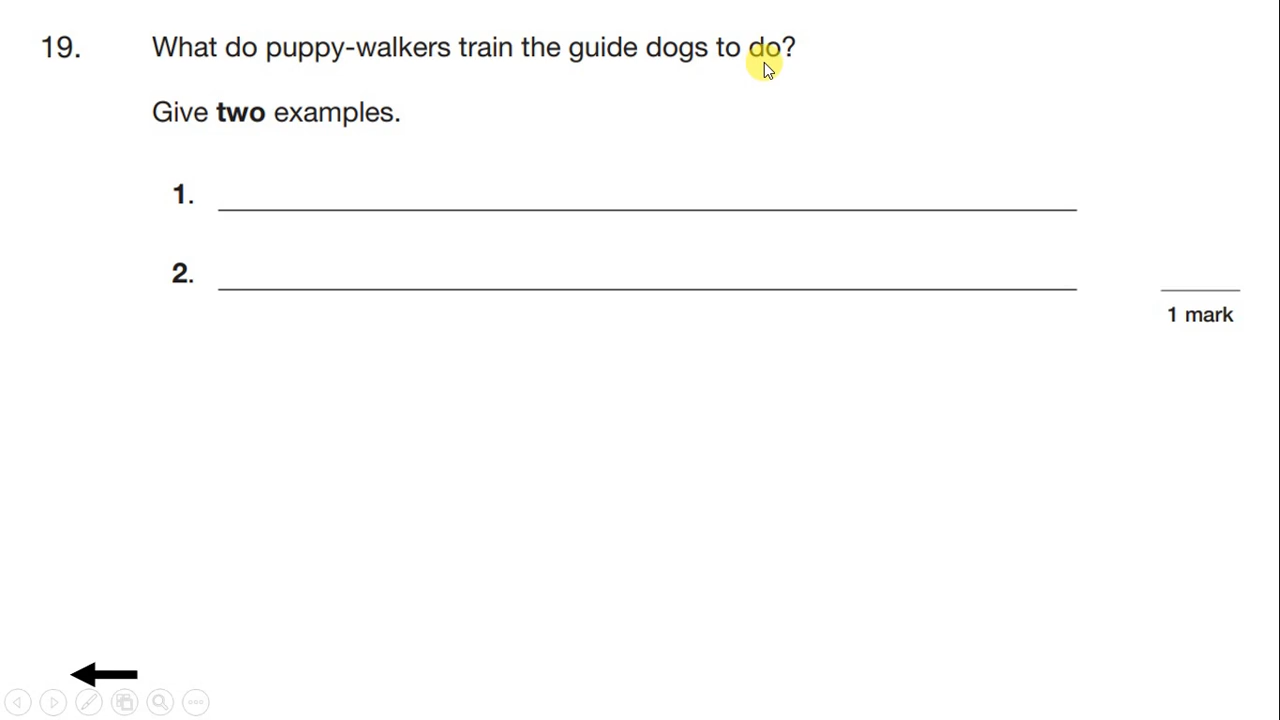 19. What do puppy-walkers train the guide dogs to do?
Give two examples.
1.
2.
1 mark